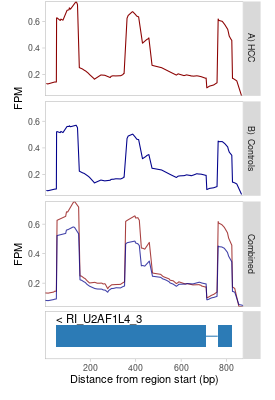 0.6
0.4
0.2
FPM
A) HCC
0.6
0.4
0.2
B) Controls
0.6
0.4
0.2
FPM
Combined
< RI_U2AF1L4_3
200 400 600 800
Distance from region start (bp)